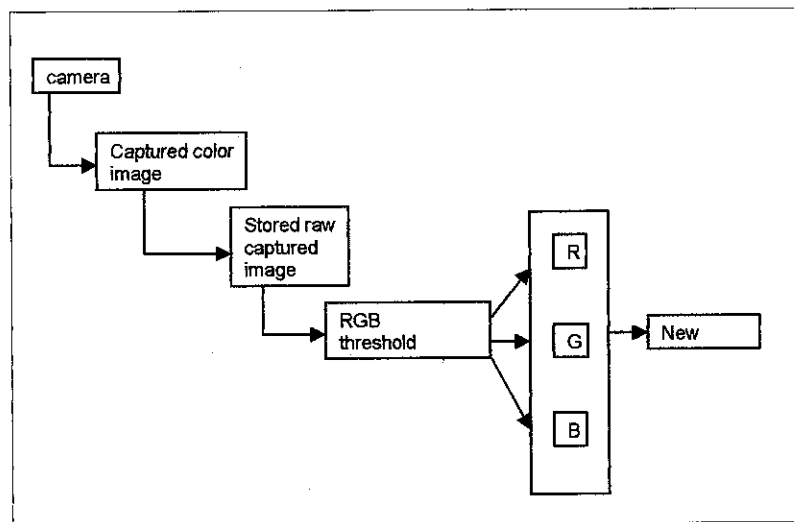 camera
Captured color
image
Stored raw
captured
image
RGB
threshold
R
G
B
New